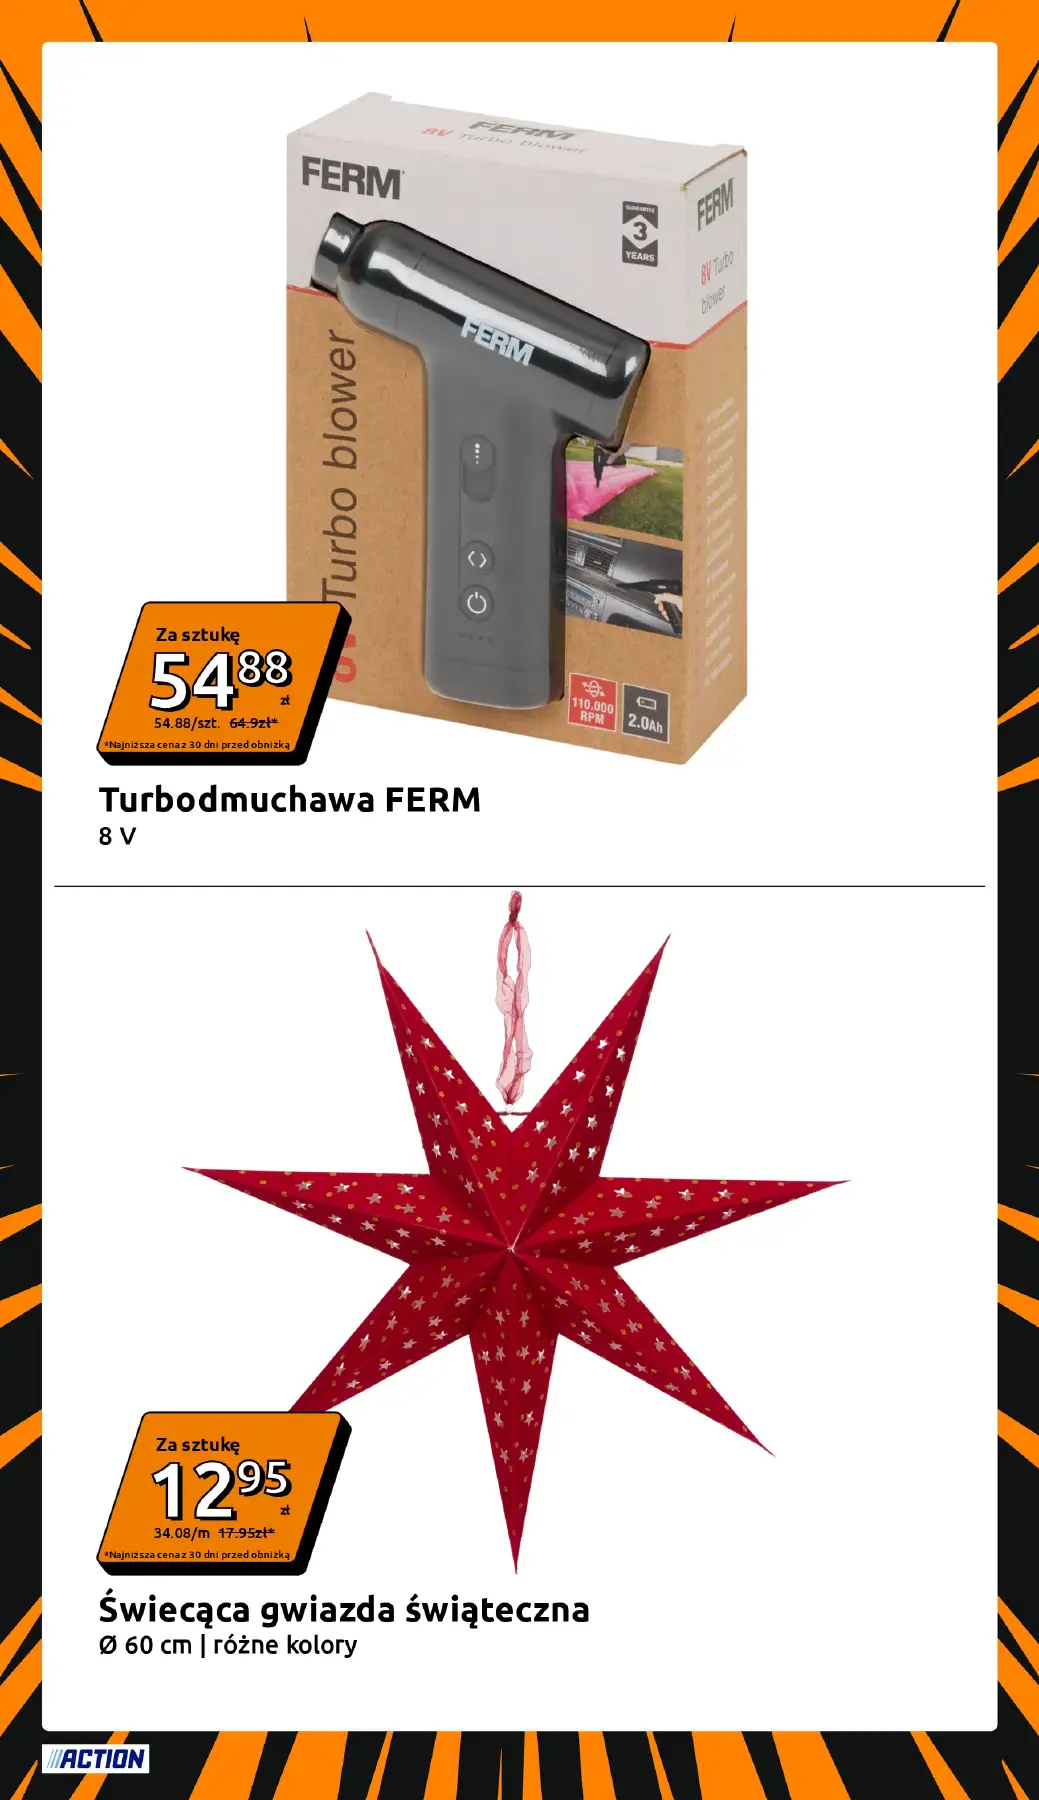 FERM
8V Turbo blower
FERM
GUARANTEE
3
YEARS
FERM
8V Turbo
blower
FERM
Turbo blower
110.000
RPM
2.0Ah
Za sztukę
54 88
zł
54.88/szt. 64.9zł*
*Najniższa cena z 30 dni przed obniżką
Turbodmuchawa FERM
8 V
Za sztukę
12 95
zł
34.08/m 17.95zł*
*Najniższa cena z 30 dni przed obniżką
Świecąca gwiazda świąteczna
Ø 60 cm | różne kolory
ACTION